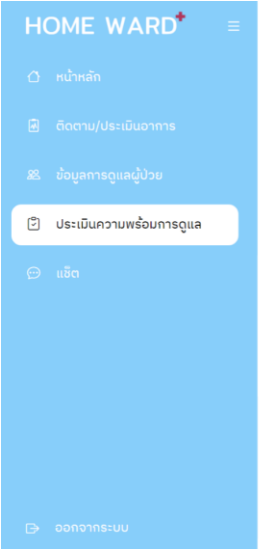 HOME WARD+
หน้าหลัก
ติดตาม/ประเมินอาการ
ข้อมูลการดูแลผู้ป่วย
ประเมินความพร้อมการดูแล
แช็ต
ออกจากระบบ